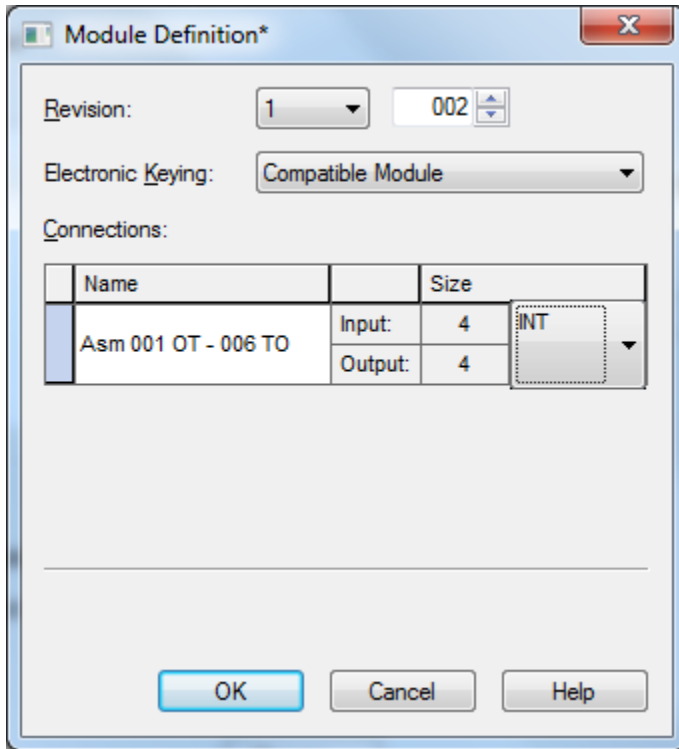 Module Definition*
Revision: 1 002
Electronic Keying: Compatible Module
Connections:
Name Size
Asm 001 OT - 006 TO
Input: 4 INT
Output: 4
OK Cancel Help